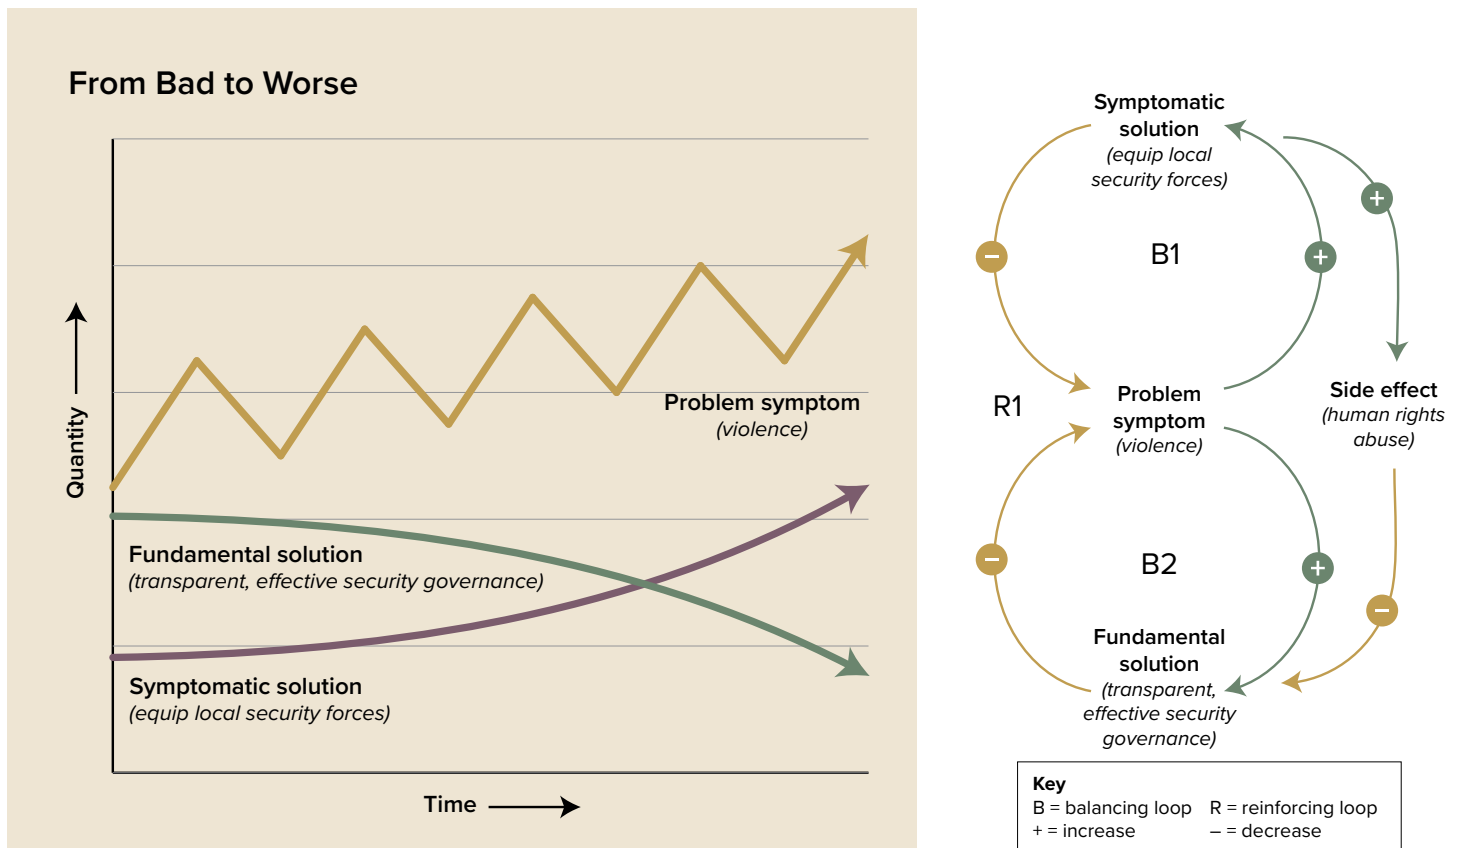 From Bad to Worse
Quantity
Problem symptom
(violence)
Fundamental solution
(transparent, effective security governance)
Symptomatic solution
(equip local security forces)
Time
Symptomatic
solution
(equip local
security forces)
+
−
B1
+
R1
Problem
symptom
(violence)
Side effect
(human rights
abuse)
−
B2
+
−
Fundamental
solution
(transparent,
effective security
governance)
Key
B = balancing loop R = reinforcing loop
+ = increase – = decrease